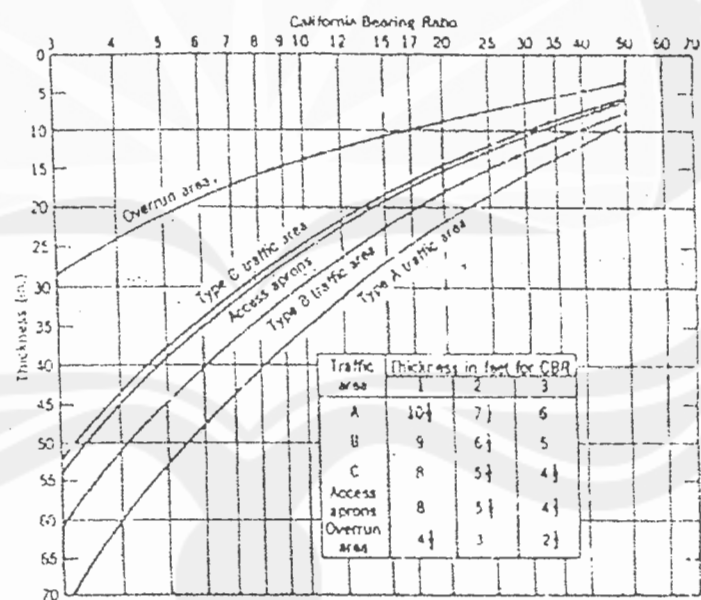 California Bearing Ratio
3 4 5 6 7 8 9 10 12 15 17 20 25 30 35 40 50 60 70
0
5
10
15
20
25
30
35
40
45
50
55
60
65
70
Thickness (in.)
Overrun area
Type C traffic area
Access aprons
Type B traffic area
Type A traffic area
Traffic area Thickness in feet for CBR
1 2 3
A 10½ 7½ 6
B 9 6½ 5
C 8 5½ 4½
Access aprons 8 5½ 4½
Overrun area 4½ 3 2½